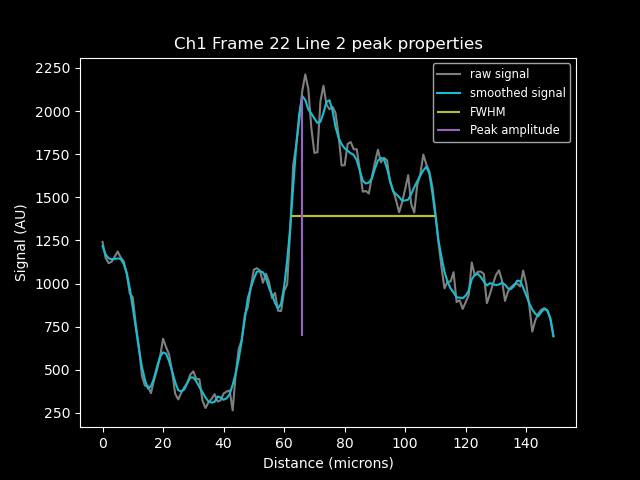 Ch1 Frame 22 Line 2 peak properties
raw signal
smoothed signal
FWHM
Peak amplitude
Signal (AU)
2250
2000
1750
1500
1250
1000
750
500
250
0 20 40 60 80 100 120 140
Distance (microns)